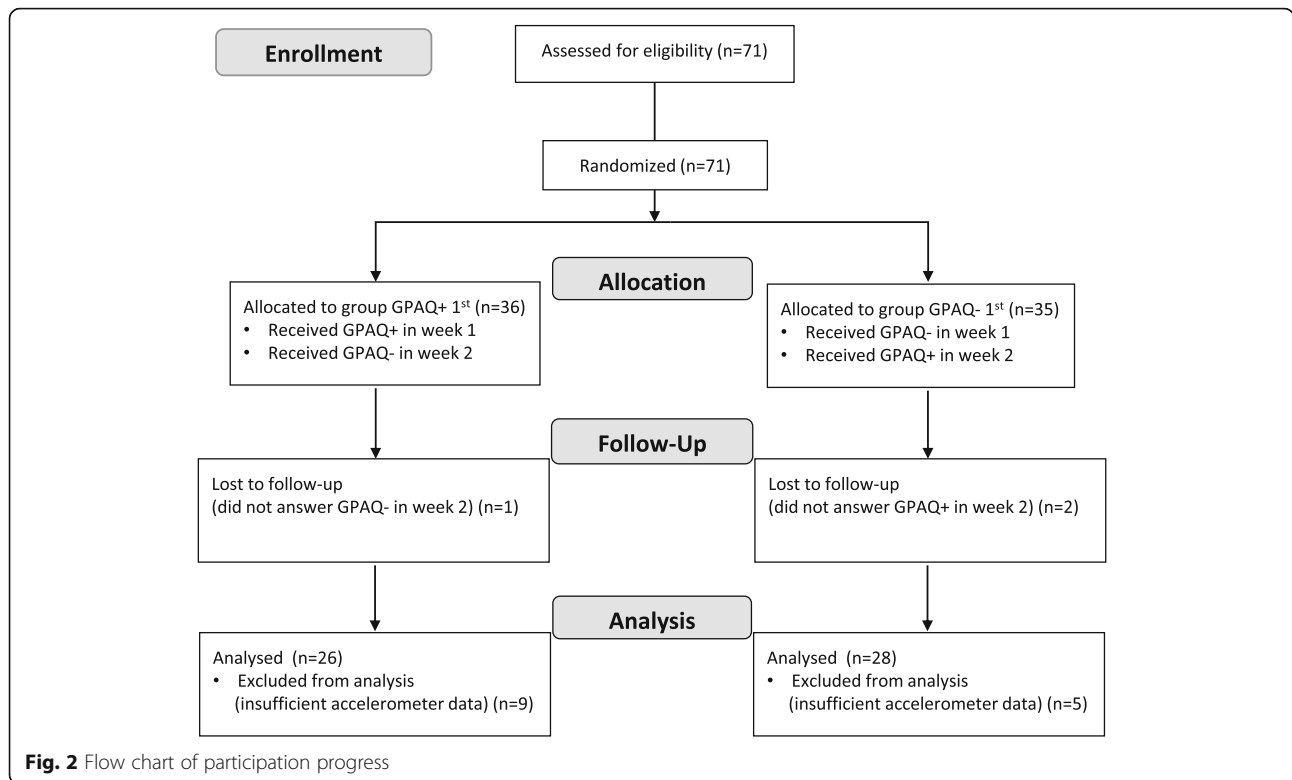 Enrollment
Assessed for eligibility (n=71)
Randomized (n=71)
Allocation
Allocated to group GPAQ+ 1st (n=36)
• Received GPAQ+ in week 1
• Received GPAQ- in week 2
Allocated to group GPAQ- 1st (n=35)
• Received GPAQ- in week 1
• Received GPAQ+ in week 2
Follow-Up
Lost to follow-up
(did not answer GPAQ- in week 2) (n=1)
Lost to follow-up
(did not answer GPAQ+ in week 2) (n=2)
Analysis
Analysed (n=26)
• Excluded from analysis
(insufficient accelerometer data) (n=9)
Analysed (n=28)
• Excluded from analysis
(insufficient accelerometer data) (n=5)
Fig. 2 Flow chart of participation progress